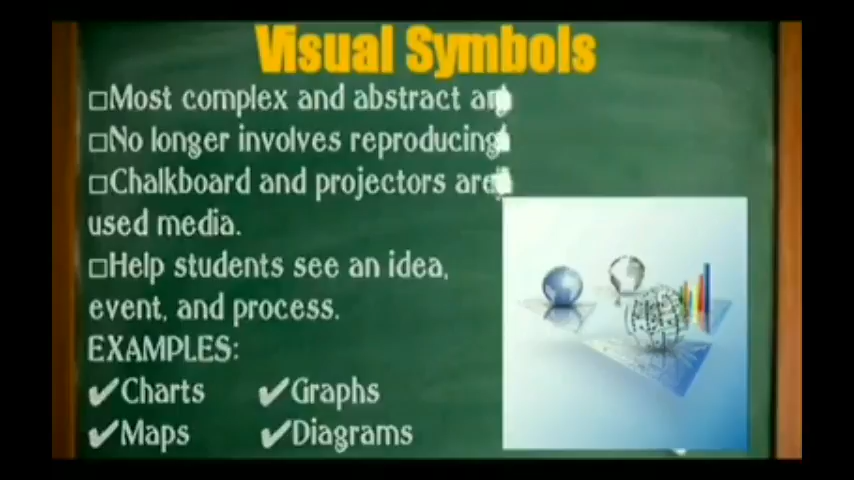 Visual Symbols
□Most complex and abstract
□No longer involves reproducing
□Chalkboard and projectors are
used media.
□Help students see an idea,
event, and process.
EXAMPLES:
✔Charts ✔Graphs
✔Maps ✔Diagrams